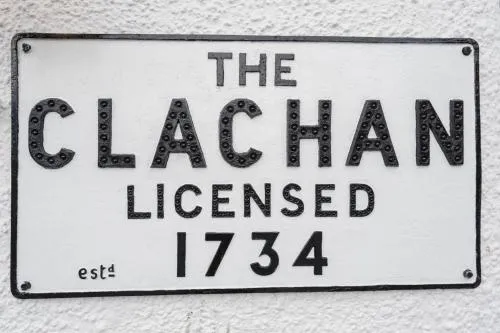 THE
CLACHAN
LICENSED
estd 1734